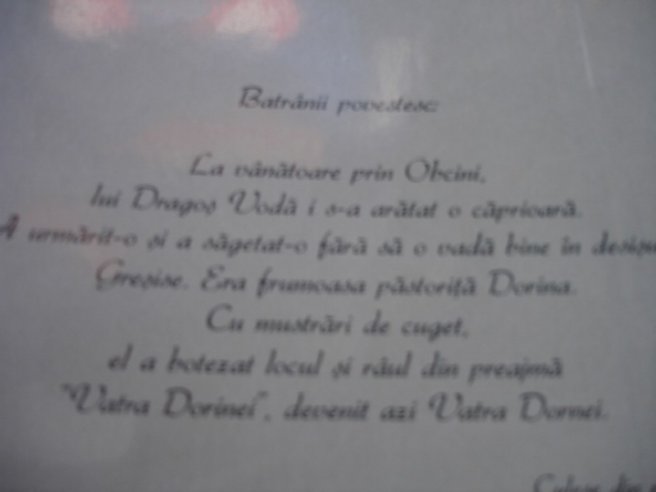 Batrânii povestesc:
La vânătoare prin Obcini,
lui Dragoș Vodă i s-a arătat o căprioară.
A urmărit-o și a săgetat-o fără să o vadă bine în
Greșise. Era frumoasa păstoriță Dorina.
Cu mustrări de cuget,
el a botezat locul și râul din preajmă
"Vatra Dorinei", devenit azi Vatra Dornei.
din